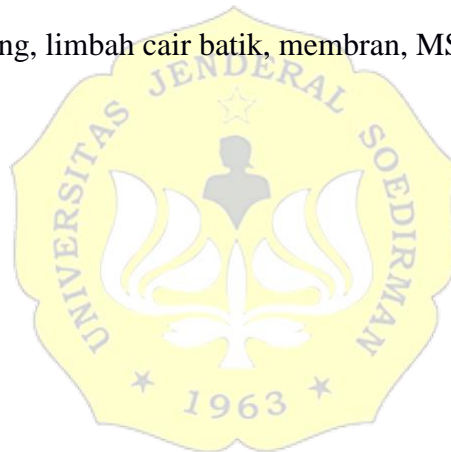 ng, limbah cair batik, membran, MS
UNIVERSITAS JENDERAL SOEDIRMAN
1963